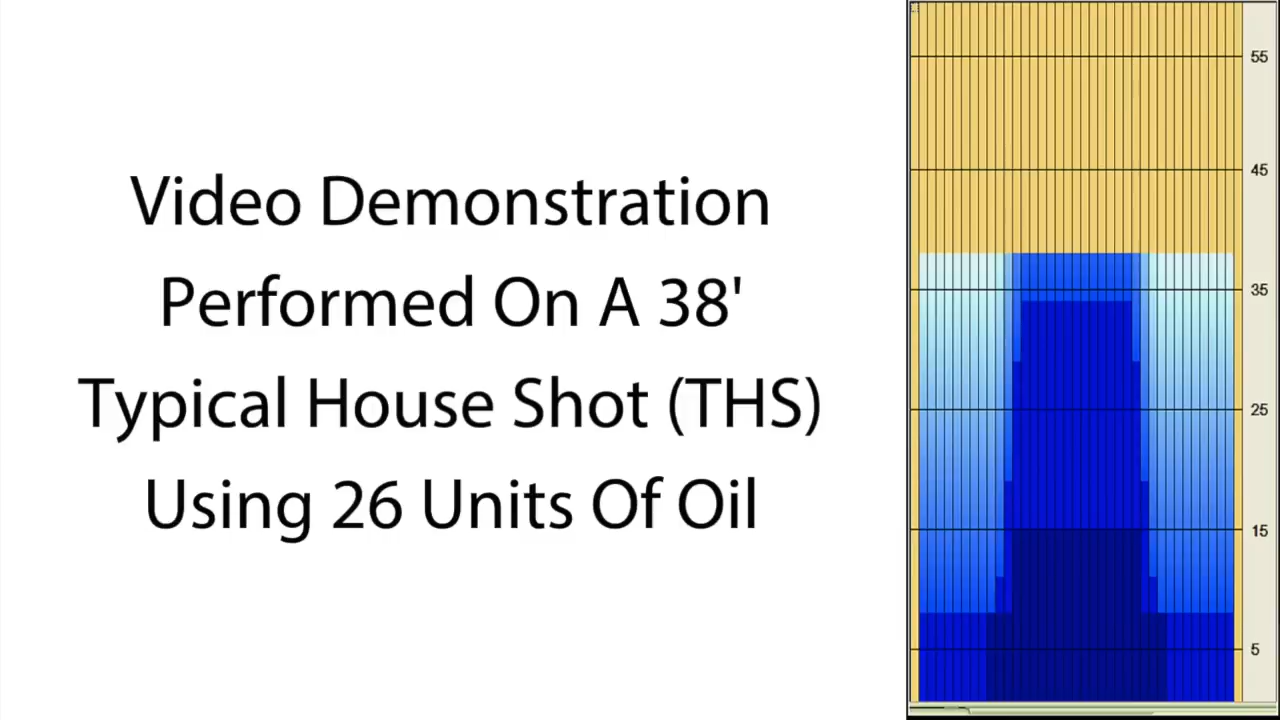 Video Demonstration
Performed On A 38'
Typical House Shot (THS)
Using 26 Units Of Oil
55
45
35
25
15
5